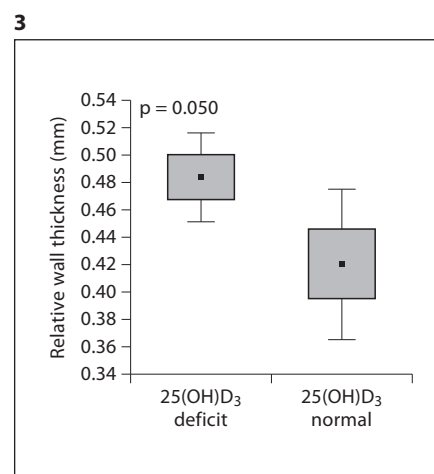 3
p = 0.050
Relative wall thickness (mm)
0.54
0.52
0.50
0.48
0.46
0.44
0.42
0.40
0.38
0.36
0.34
25(OH)D₃
deficit
25(OH)D₃
normal